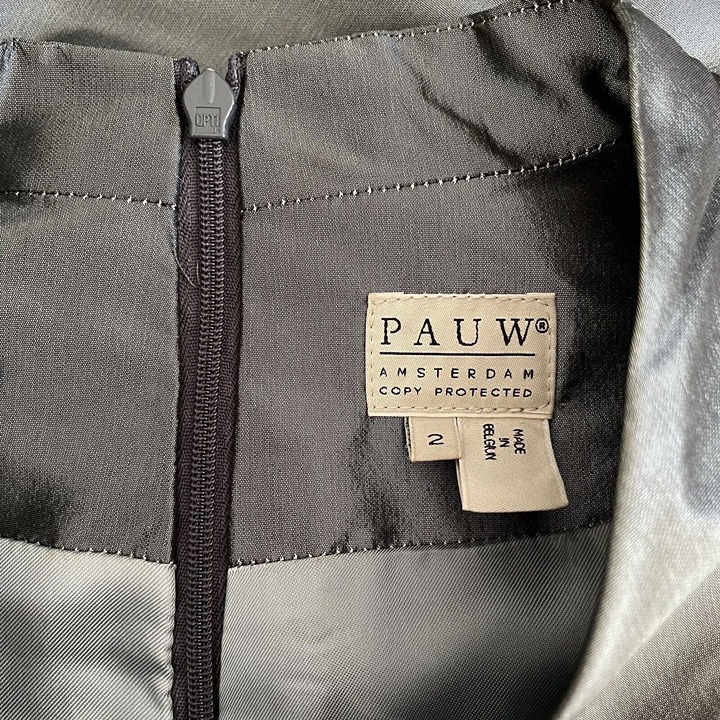 OPTI
PAUW®
AMSTERDAM
COPY PROTECTED
2
MADE
IN
BELGIUM